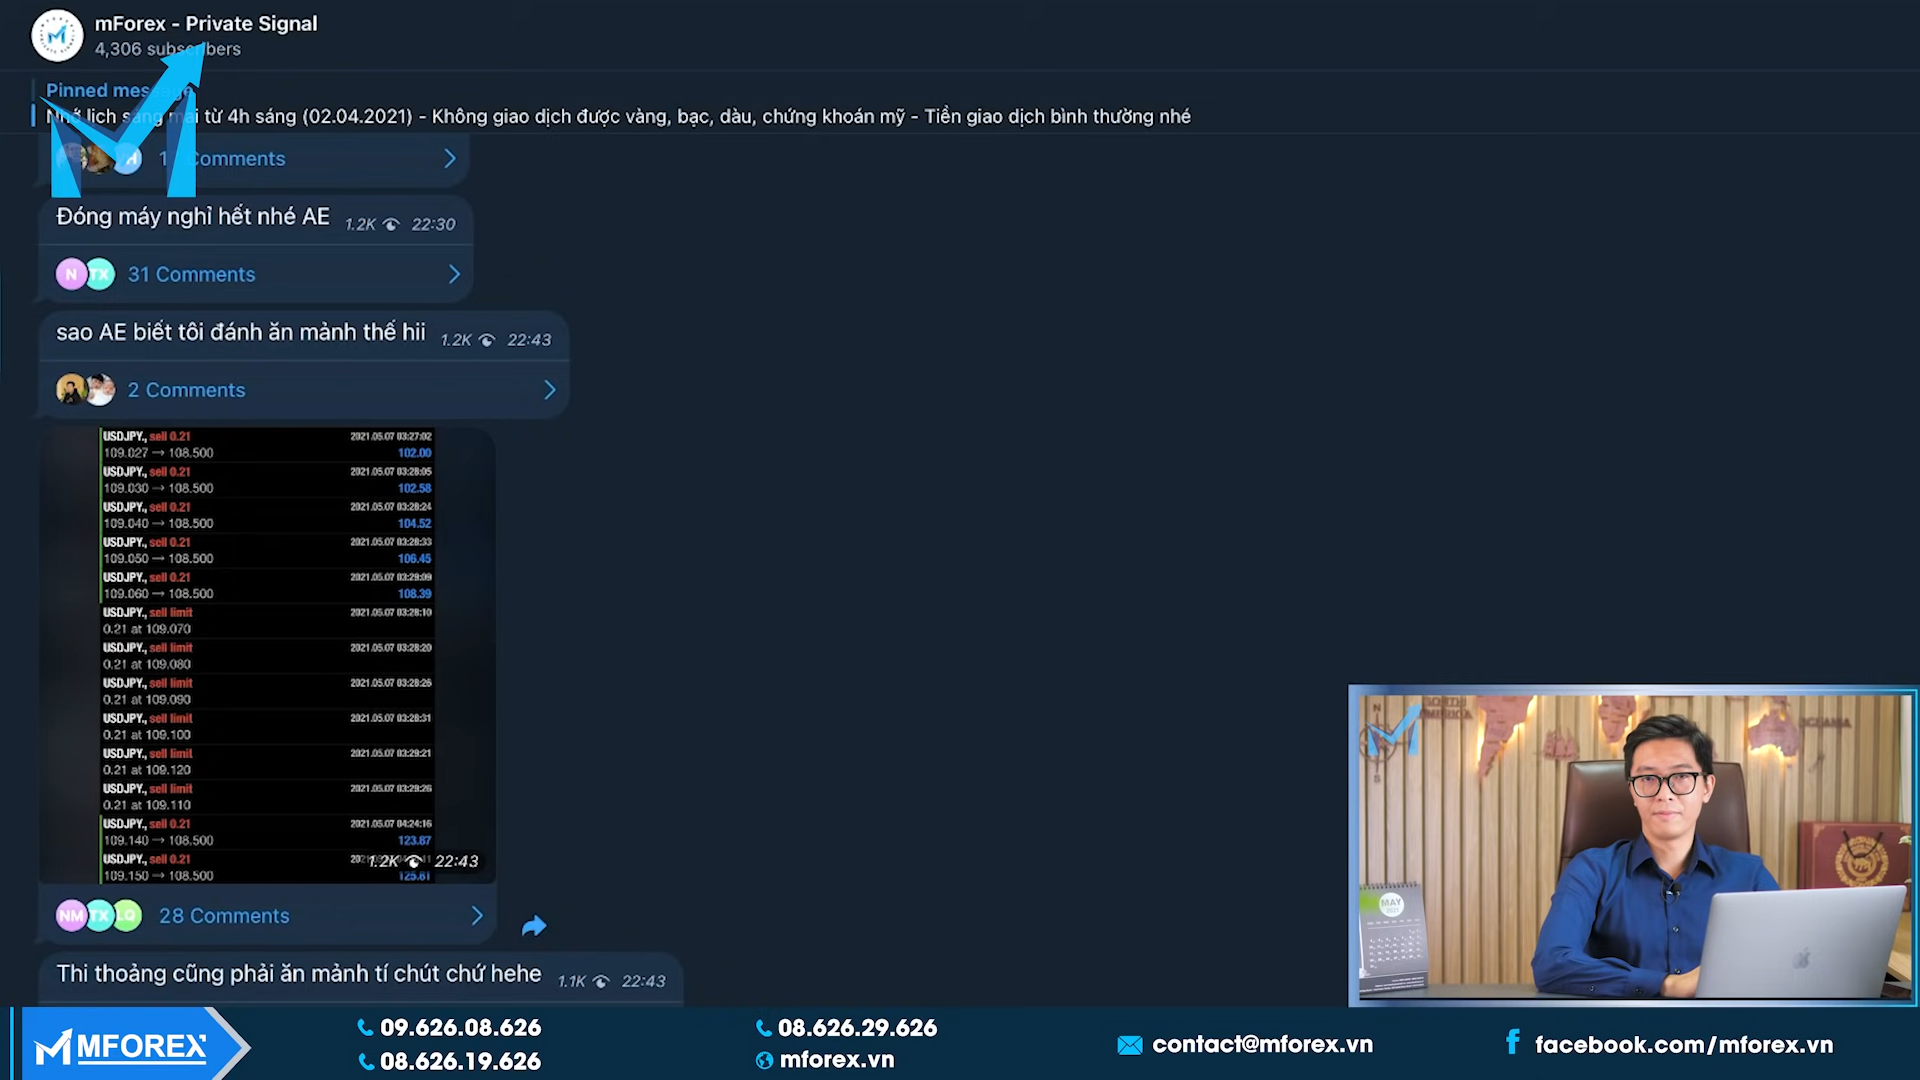 mForex - Private Signal
4,306 subscribers
Pinned message
Nhớ lịch sáng mai từ 4h sáng (02.04.2021) - Không giao dịch được vàng, bạc, dầu, chứng khoán mỹ - Tiền giao dịch bình thường nhé
Comments
Đóng máy nghỉ hết nhé AE 1.2K 22:30
N TX 31 Comments
sao AE biết tôi đánh ăn mảnh thế hii 1.2K 22:43
2 Comments
USDJPY., sell 0.21 2021.05.07 03:27:02
109.027 → 108.500 102.00
USDJPY., sell 0.21 2021.05.07 03:28:05
109.030 → 108.500 102.58
USDJPY., sell 0.21 2021.05.07 03:28:24
109.040 → 108.500 104.52
USDJPY., sell 0.21 2021.05.07 03:28:33
109.050 → 108.500 106.45
USDJPY., sell 0.21 2021.05.07 03:29:09
109.060 → 108.500 108.39
USDJPY., sell limit 2021.05.07 03:28:10
0.21 at 109.070
USDJPY., sell limit 2021.05.07 03:28:20
0.21 at 109.080
USDJPY., sell limit 2021.05.07 03:28:26
0.21 at 109.090
USDJPY., sell limit 2021.05.07 03:28:31
0.21 at 109.100
USDJPY., sell limit 2021.05.07 03:29:21
0.21 at 109.120
USDJPY., sell limit 2021.05.07 03:29:26
0.21 at 109.110
USDJPY., sell 0.21 2021.05.07 04:24:16
109.140 → 108.500 123.87
USDJPY., sell 0.21
1.2K 22:43
109.150 → 108.500 125.81
NM TX LQ 28 Comments
Thi thoảng cũng phải ăn mảnh tí chút chứ hehe 1.1K 22:43
SOUTH
AMERICA
OCEANIA
N
S
MAY
2021
MFOREX
09.626.08.626
08.626.19.626
08.626.29.626
mforex.vn
contact@mforex.vn
facebook.com/mforex.vn